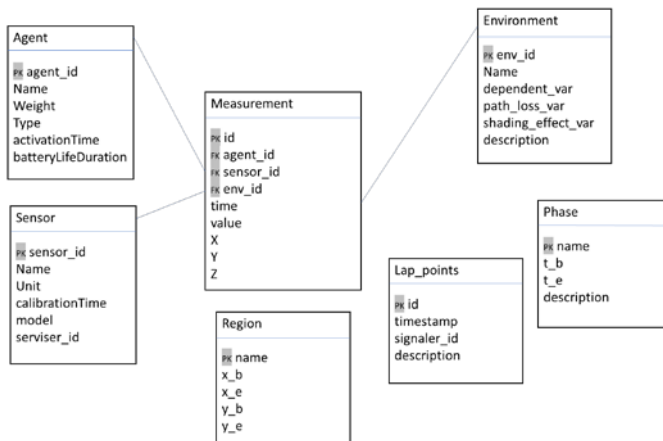 Agent
PK agent_id
Name
Weight
Type
activationTime
batteryLifeDuration
Sensor
PK sensor_id
Name
Unit
calibrationTime
model
serviser_id
Measurement
PK id
FK agent_id
FK sensor_id
FK env_id
time
value
X
Y
Z
Region
PK name
x_b
x_e
y_b
y_e
Environment
PK env_id
Name
dependent_var
path_loss_var
shading_effect_var
description
Lap_points
PK id
timestamp
signaler_id
description
Phase
PK name
t_b
t_e
description